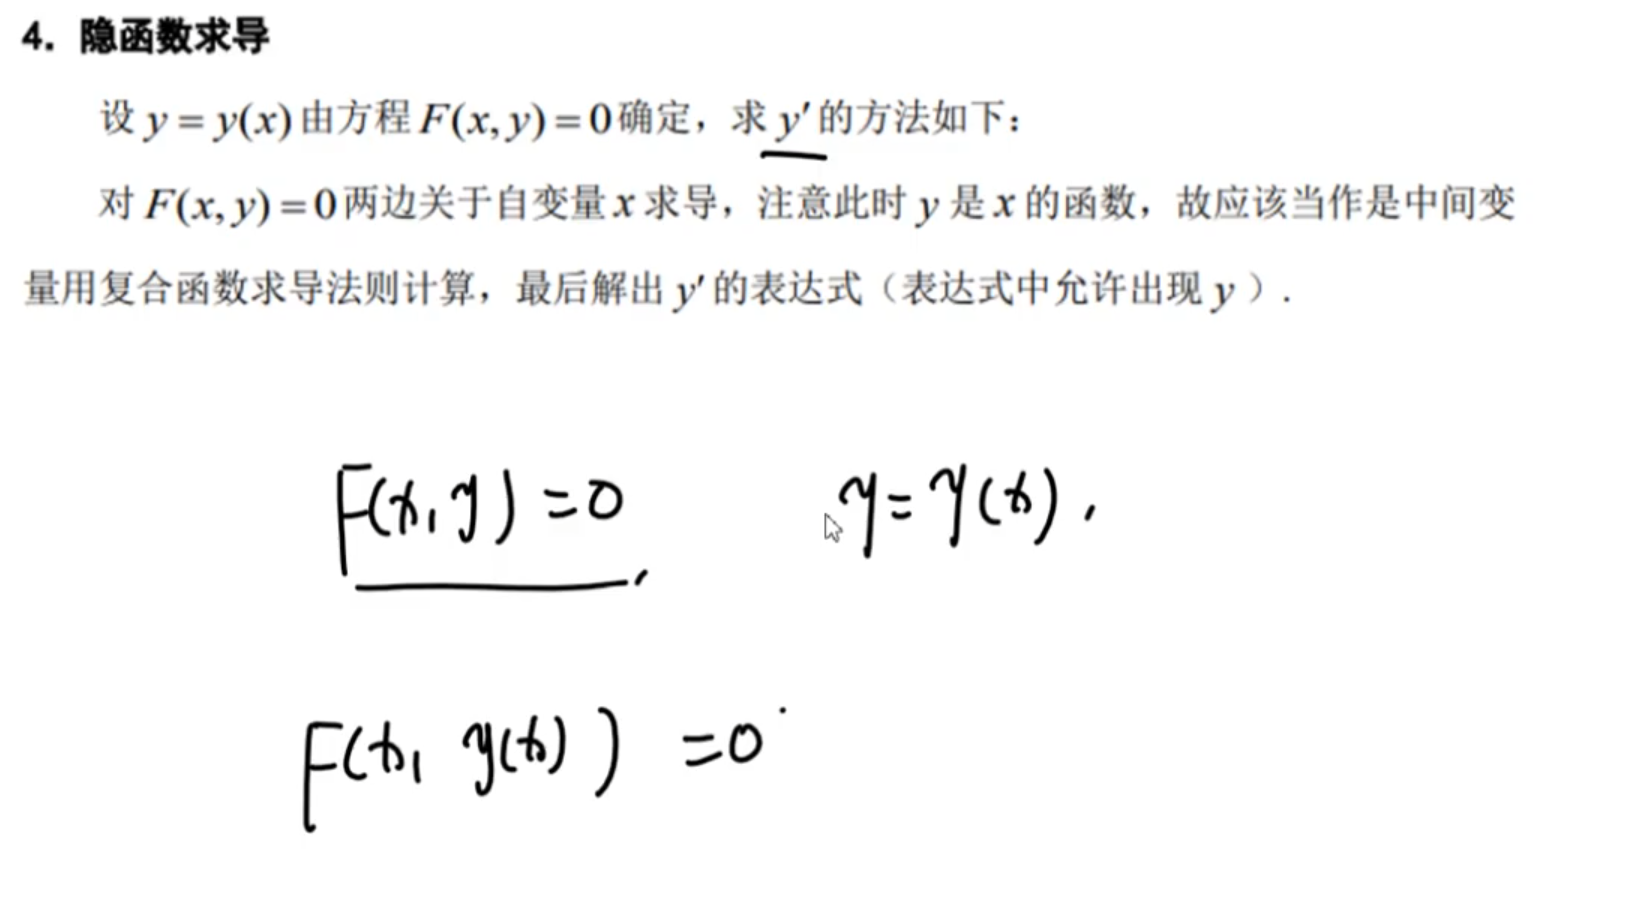 4. 隐函数求导
设 y = y(x) 由方程 F(x, y) = 0 确定，求 y′ 的方法如下：
对 F(x, y) = 0 两边关于自变量 x 求导，注意此时 y 是 x 的函数，故应该当作是中间变
量用复合函数求导法则计算，最后解出 y′ 的表达式（表达式中允许出现 y ）.
F(x, y) = 0 y = y(x) ,
F(x, y(x) ) = 0